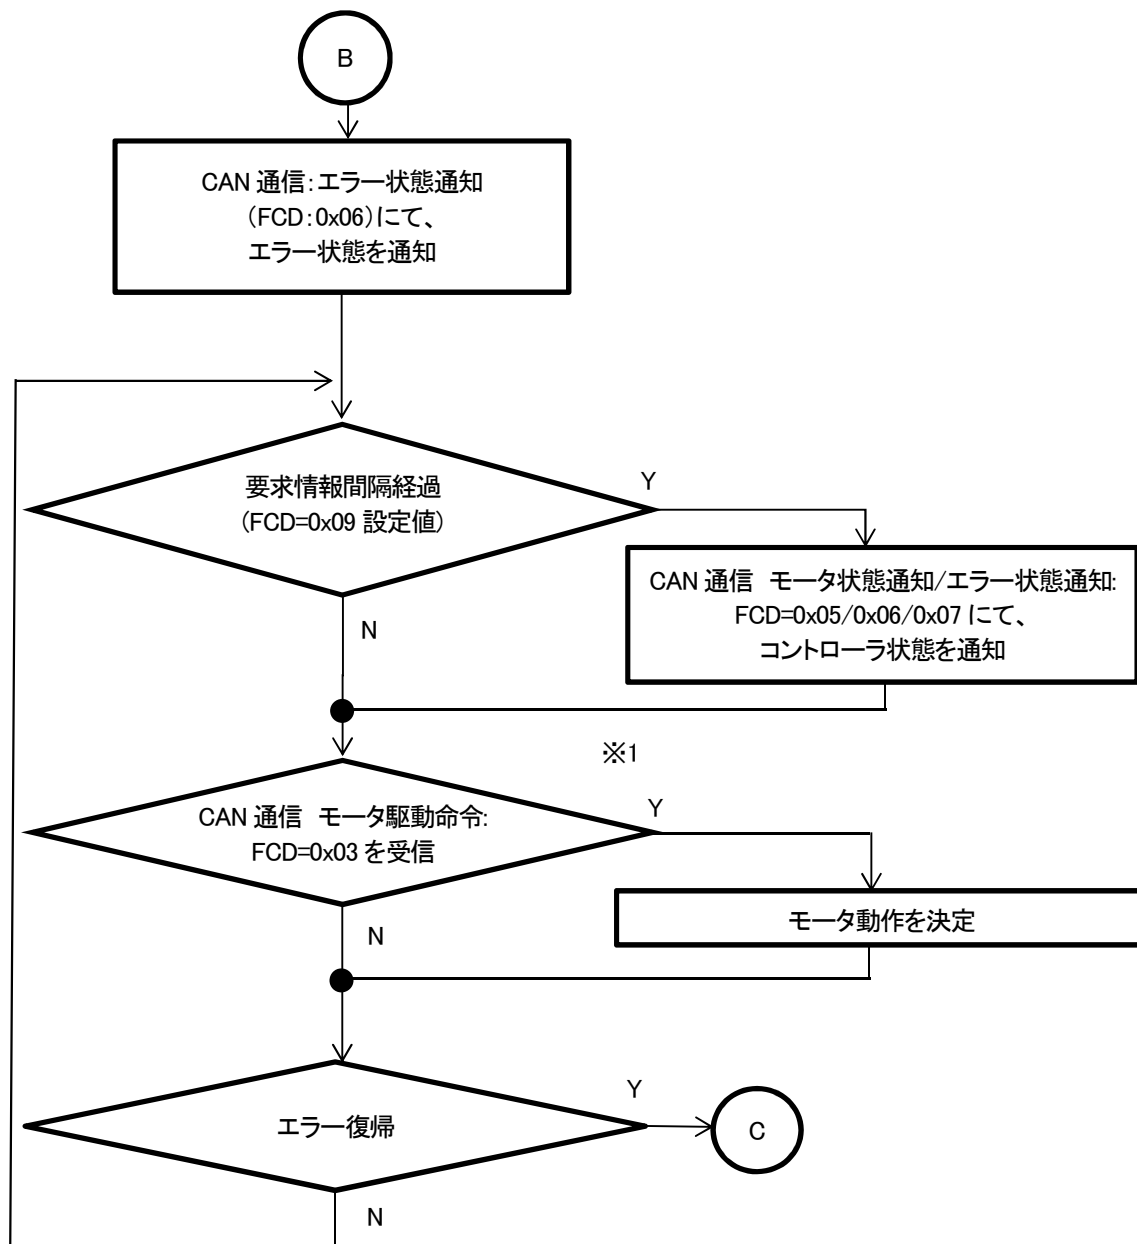 B
CAN 通信：エラー状態通知
（FCD：0x06）にて、
エラー状態を通知
要求情報間隔経過
(FCD=0x09 設定値)
Y
CAN 通信　モータ状態通知/エラー状態通知:
FCD=0x05/0x06/0x07 にて、
コントローラ状態を通知
N
※1
CAN 通信　モータ駆動命令:
FCD=0x03 を受信
Y
モータ動作を決定
N
エラー復帰
Y
C
N